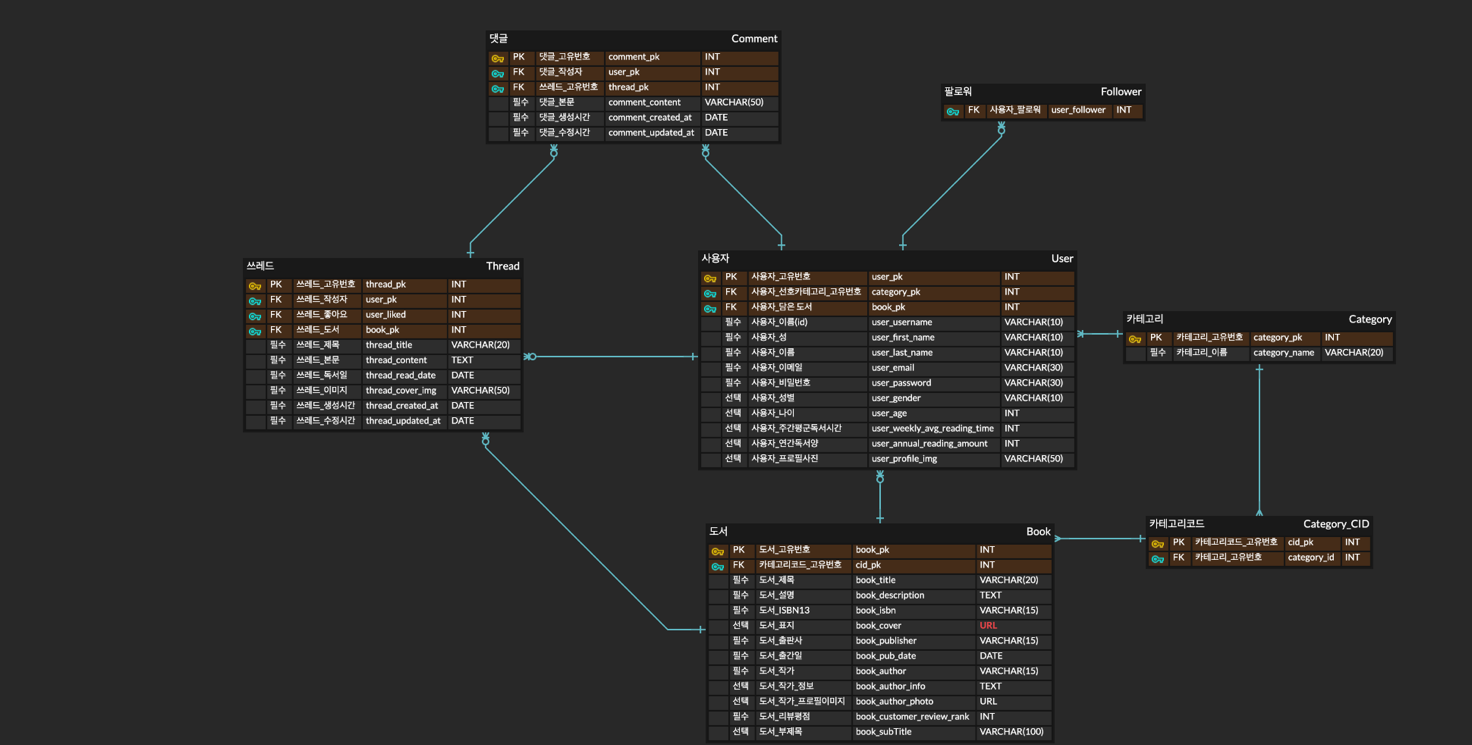 댓글 Comment
PK 댓글_고유번호 comment_pk INT
FK 댓글_작성자 user_pk INT
FK 쓰레드_고유번호 thread_pk INT
필수 댓글_본문 comment_content VARCHAR(50)
필수 댓글_생성시간 comment_created_at DATE
필수 댓글_수정시간 comment_updated_at DATE
팔로워 Follower
FK 사용자_팔로워 user_follower INT
쓰레드 Thread
PK 쓰레드_고유번호 thread_pk INT
FK 쓰레드_작성자 user_pk INT
FK 쓰레드_좋아요 user_liked INT
FK 쓰레드_도서 book_pk INT
필수 쓰레드_제목 thread_title VARCHAR(20)
필수 쓰레드_본문 thread_content TEXT
필수 쓰레드_독서일 thread_read_date DATE
필수 쓰레드_이미지 thread_cover_img VARCHAR(50)
필수 쓰레드_생성시간 thread_created_at DATE
필수 쓰레드_수정시간 thread_updated_at DATE
사용자 User
PK 사용자_고유번호 user_pk INT
FK 사용자_선호카테고리_고유번호 category_pk INT
FK 사용자_담은 도서 book_pk INT
필수 사용자_이름(id) user_username VARCHAR(10)
필수 사용자_성 user_first_name VARCHAR(10)
필수 사용자_이름 user_last_name VARCHAR(10)
필수 사용자_이메일 user_email VARCHAR(30)
필수 사용자_비밀번호 user_password VARCHAR(30)
선택 사용자_성별 user_gender VARCHAR(10)
선택 사용자_나이 user_age INT
선택 사용자_주간평균독서시간 user_weekly_avg_reading_time INT
선택 사용자_연간독서양 user_annual_reading_amount INT
선택 사용자_프로필사진 user_profile_img VARCHAR(50)
카테고리 Category
PK 카테고리_고유번호 category_pk INT
필수 카테고리_이름 category_name VARCHAR(20)
카테고리코드 Category_CID
PK 카테고리코드_고유번호 cid_pk INT
FK 카테고리_고유번호 category_id INT
도서 Book
PK 도서_고유번호 book_pk INT
FK 카테고리코드_고유번호 cid_pk INT
필수 도서_제목 book_title VARCHAR(20)
필수 도서_설명 book_description TEXT
필수 도서_ISBN13 book_isbn VARCHAR(15)
선택 도서_표지 book_cover URL
필수 도서_출판사 book_publisher VARCHAR(15)
필수 도서_출간일 book_pub_date DATE
필수 도서_작가 book_author VARCHAR(15)
선택 도서_작가_정보 book_author_info TEXT
선택 도서_작가_프로필이미지 book_author_photo URL
필수 도서_리뷰평점 book_customer_review_rank INT
선택 도서_부제목 book_subTitle VARCHAR(100)